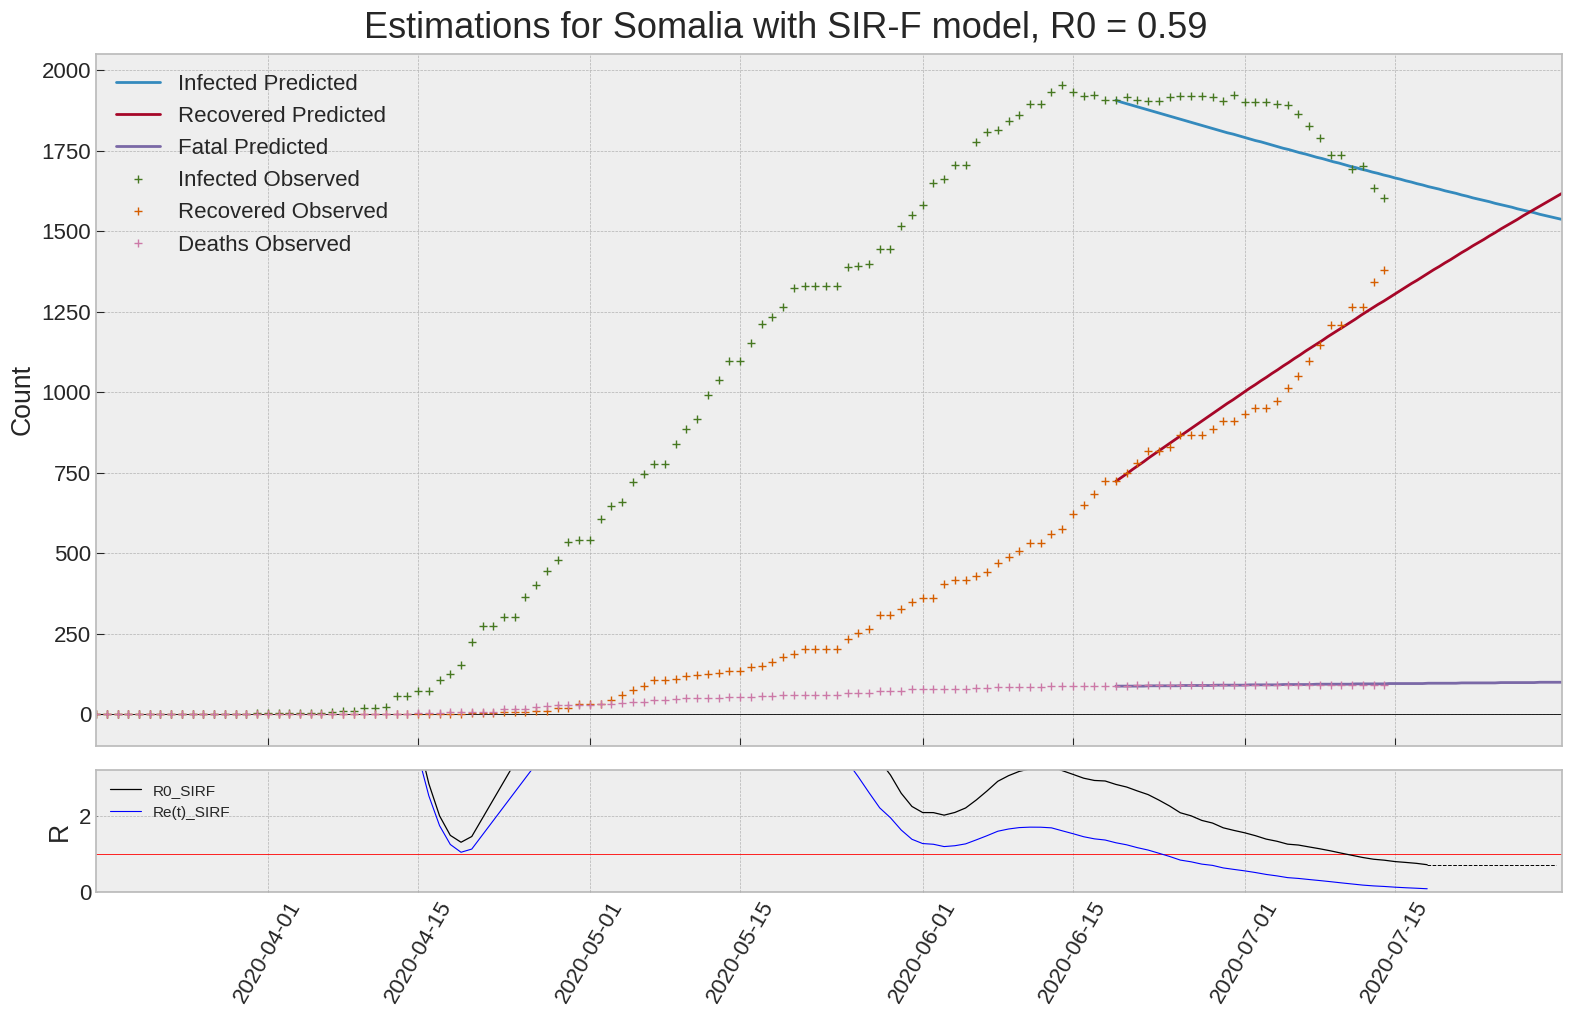 Estimations for Somalia with SIR-F model, R0 = 0.59
Count
2000
1750
1500
1250
1000
750
500
250
0
Infected Predicted
Recovered Predicted
Fatal Predicted
Infected Observed
Recovered Observed
Deaths Observed
R
2
0
R0_SIRF
Re(t)_SIRF
2020-04-01
2020-04-15
2020-05-01
2020-05-15
2020-06-01
2020-06-15
2020-07-01
2020-07-15